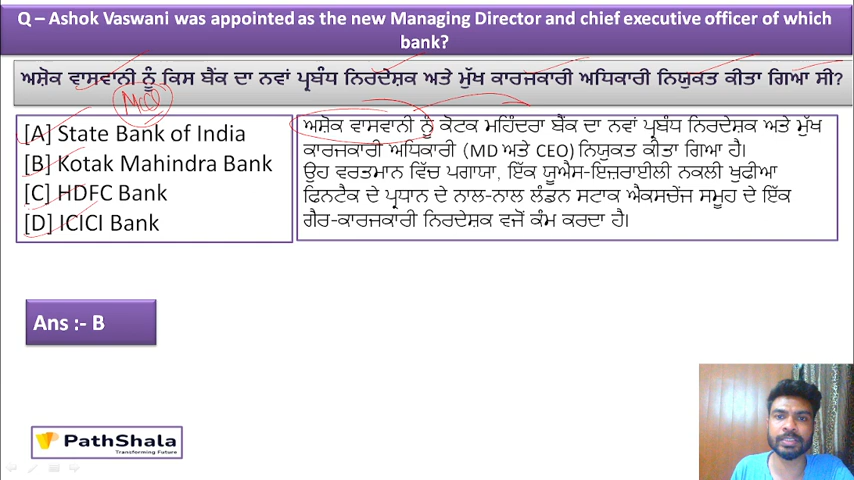 Q – Ashok Vaswani was appointed as the new Managing Director and chief executive officer of which
bank?
ਅਸ਼ੋਕ ਵਾਸਵਾਨੀ ਨੂੰ ਕਿਸ ਬੈਂਕ ਦਾ ਨਵਾਂ ਪ੍ਰਬੰਧ ਨਿਰਦੇਸ਼ਕ ਅਤੇ ਮੁੱਖ ਕਾਰਜਕਾਰੀ ਅਧਿਕਾਰੀ ਨਿਯੁਕਤ ਕੀਤਾ ਗਿਆ ਸੀ?
MCQ
[A] State Bank of India
[B] Kotak Mahindra Bank
[C] HDFC Bank
[D] ICICI Bank
ਅਸ਼ੋਕ ਵਾਸਵਾਨੀ ਨੂੰ ਕੋਟਕ ਮਹਿੰਦਰਾ ਬੈਂਕ ਦਾ ਨਵਾਂ ਪ੍ਰਬੰਧ ਨਿਰਦੇਸ਼ਕ ਅਤੇ ਮੁੱਖ
ਕਾਰਜਕਾਰੀ ਅਧਿਕਾਰੀ (MD ਅਤੇ CEO) ਨਿਯੁਕਤ ਕੀਤਾ ਗਿਆ ਹੈ।
ਉਹ ਵਰਤਮਾਨ ਵਿੱਚ ਪਗਾਯਾ, ਇੱਕ ਯੂਐਸ-ਇਜ਼ਰਾਈਲੀ ਨਕਲੀ ਖੁਫੀਆ
ਫਿਨਟੈਕ ਦੇ ਪ੍ਰਧਾਨ ਦੇ ਨਾਲ-ਨਾਲ ਲੰਡਨ ਸਟਾਕ ਐਕਸਚੇਂਜ ਸਮੂਹ ਦੇ ਇੱਕ
ਗੈਰ-ਕਾਰਜਕਾਰੀ ਨਿਰਦੇਸ਼ਕ ਵਜੋਂ ਕੰਮ ਕਰਦਾ ਹੈ।
Ans :- B
PathShala
Transforming Future